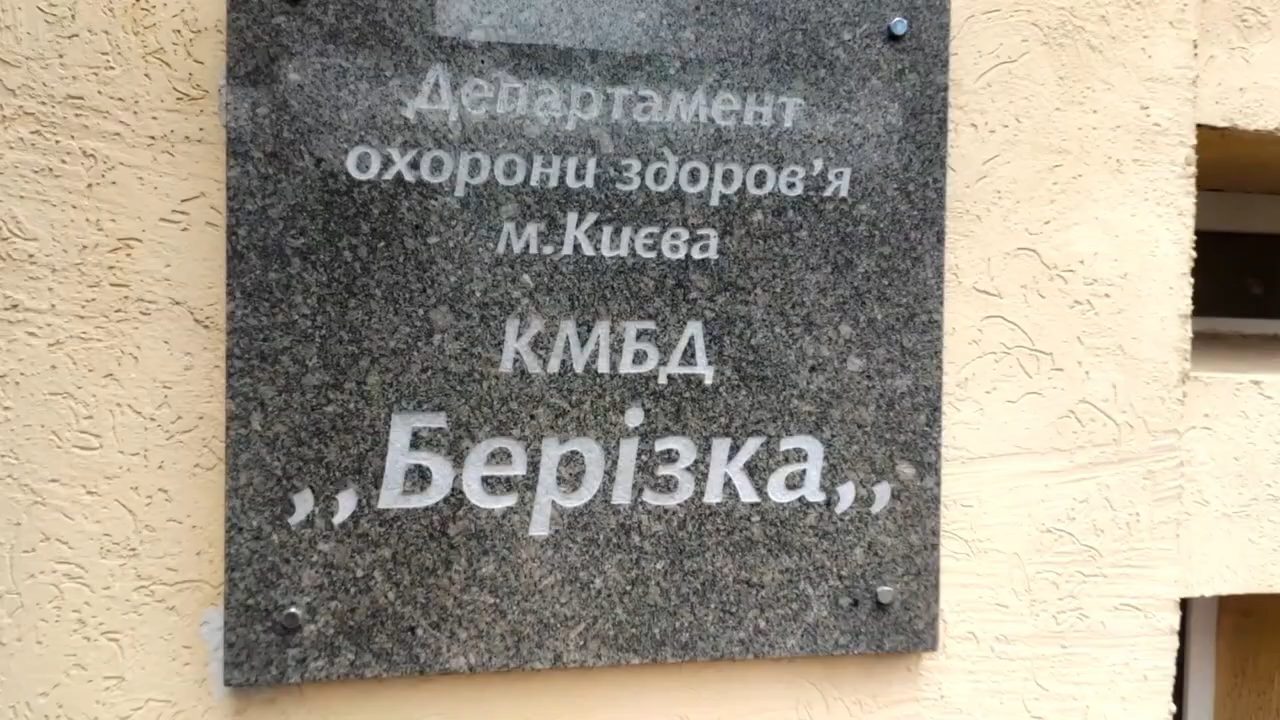 Департамент
охорони здоров’я
м.Києва
КМБД
,,Берізка,,